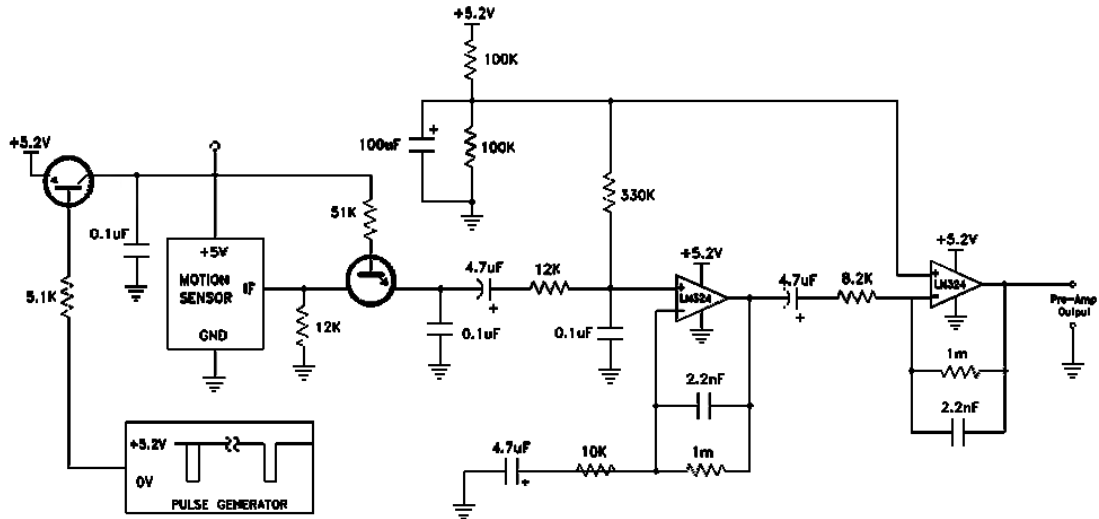 +5.2V
100K
100uF
+
100K
330K
+5.2V
51K
0.1uF
5.1K
+5V
MOTION
SENSOR
IF
GND
12K
4.7uF
+
12K
0.1uF
0.1uF
+5.2V
LM324
+
-
4.7uF
+
8.2K
+5.2V
LM324
+
-
Pre-Amp
Output
1m
2.2nF
2.2nF
1m
10K
4.7uF
+
+5.2V
0V
PULSE GENERATOR